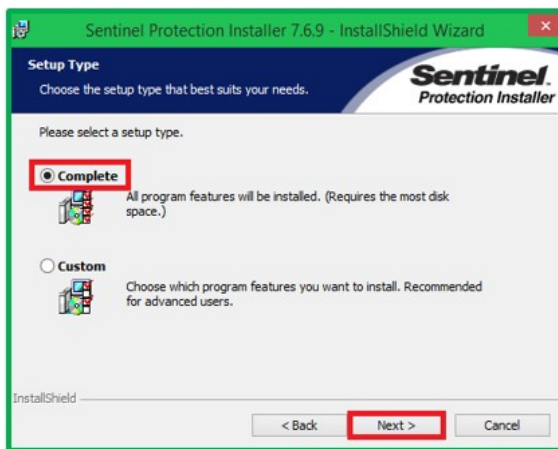 Sentinel Protection Installer 7.6.9 - InstallShield Wizard
Setup Type
Choose the setup type that best suits your needs.
Sentinel.
Protection Installer
Please select a setup type.
Complete
All program features will be installed. (Requires the most disk
space.)
Custom
Choose which program features you want to install. Recommended
for advanced users.
InstallShield
< Back
Next >
Cancel